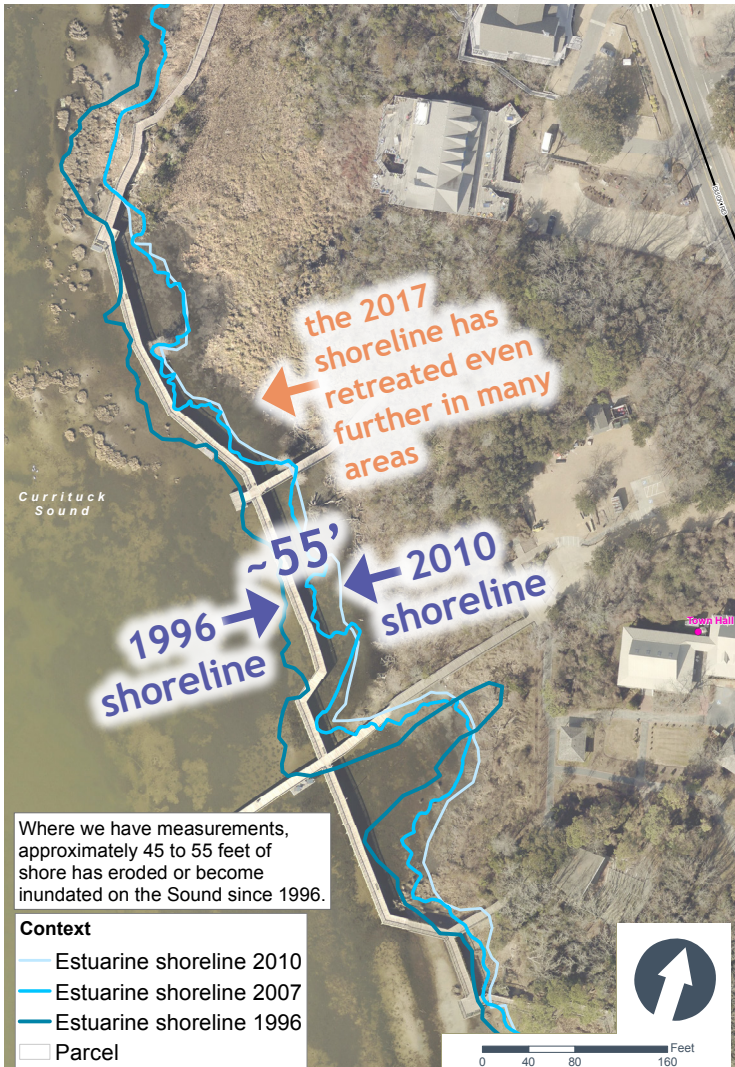 the 2017
shoreline has
retreated even
further in many
areas
Currituck
Sound
~55'
2010
shoreline
1996
shoreline
Town Hall
Where we have measurements,
approximately 45 to 55 feet of
shore has eroded or become
inundated on the Sound since 1996.
Context
Estuarine shoreline 2010
Estuarine shoreline 2007
Estuarine shoreline 1996
Parcel
Feet
0 40 80 160